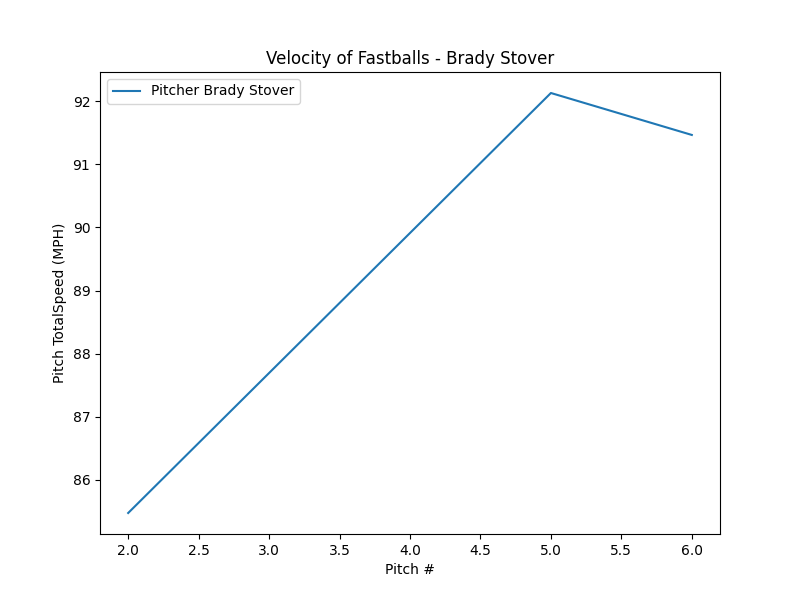 Velocity of Fastballs - Brady Stover
Pitcher Brady Stover
92
91
90
89
88
87
86
Pitch TotalSpeed (MPH)
2.0 2.5 3.0 3.5 4.0 4.5 5.0 5.5 6.0
Pitch #